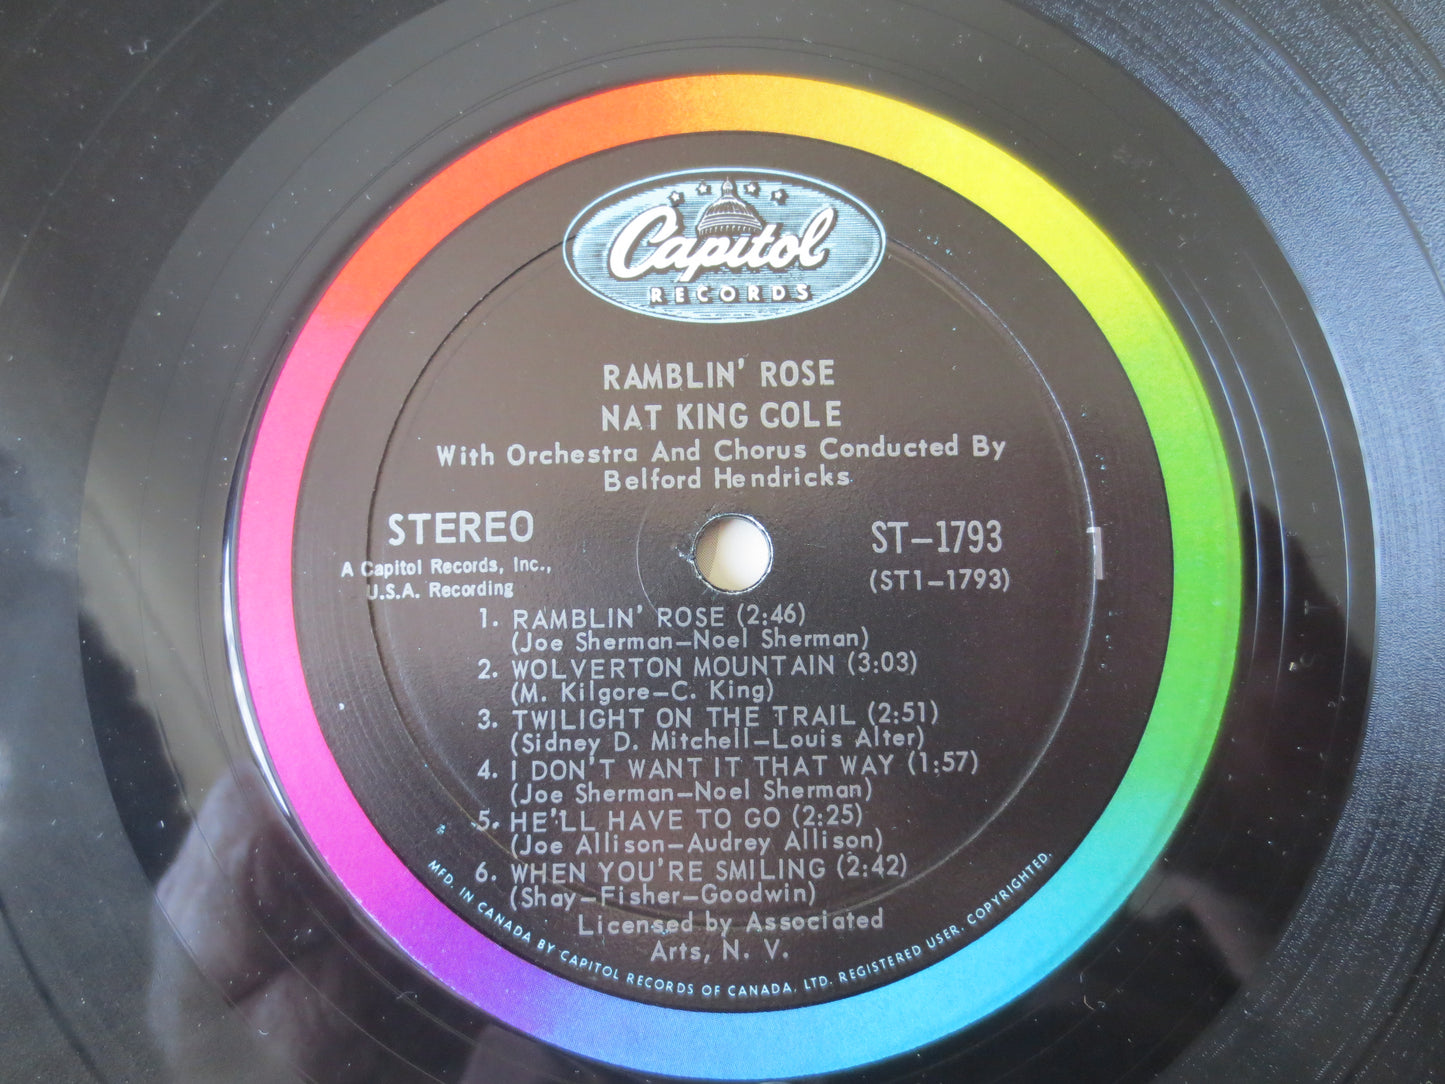 Capitol
RECORDS
RAMBLIN' ROSE
NAT KING COLE
With Orchestra And Chorus Conducted By
Belford Hendricks
STEREO
A Capitol Records, Inc.,
U.S.A. Recording
ST-1793
(ST1-1793)
1
1. RAMBLIN' ROSE (2:46)
(Joe Sherman-Noel Sherman)
2. WOLVERTON MOUNTAIN (3:03)
(M. Kilgore-C. King)
3. TWILIGHT ON THE TRAIL (2:51)
(Sidney D. Mitchell-Louis Alter)
4. I DON'T WANT IT THAT WAY (1:57)
(Joe Sherman-Noel Sherman)
5. HE'LL HAVE TO GO (2:25)
(Joe Allison-Audrey Allison)
6. WHEN YOU'RE SMILING (2:42)
(Shay-Fisher-Goodwin)
Licensed by Associated
Arts, N. V.
MFD. IN CANADA BY CAPITOL RECORDS OF CANADA, LTD. REGISTERED USER. COPYRIGHTED.